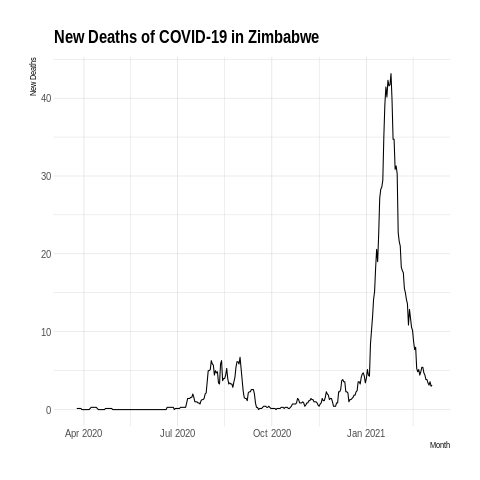 New Deaths of COVID-19 in Zimbabwe
New Deaths
40
30
20
10
0
Apr 2020 Jul 2020 Oct 2020 Jan 2021
Month